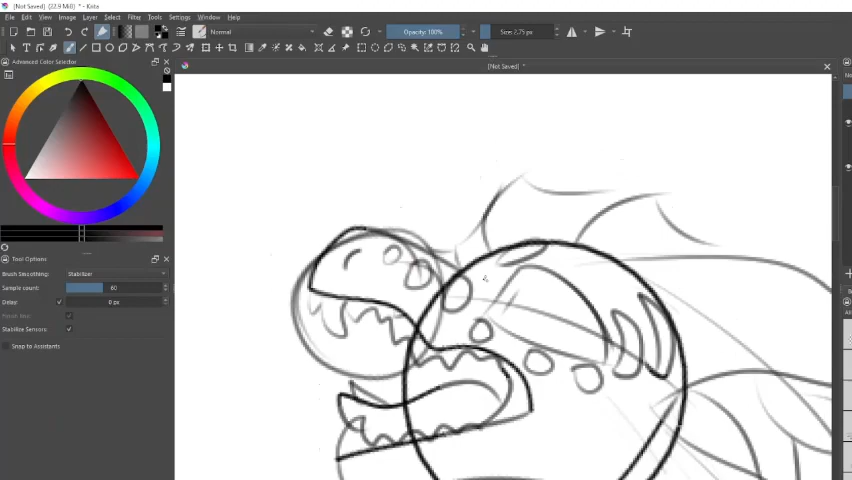 [Not Saved] (22.9 MiB) * - Krita
File Edit View Image Layer Select Filter Tools Settings Window Help
Normal
Opacity: 100%
Size: 2.75 px
Advanced Color Selector
[Not Saved] *
Tool Options
Brush Smoothing: Stabilizer
Sample count: 60
Delay: 0 px
Finish line:
Stabilize Sensors:
Snap to Assistants